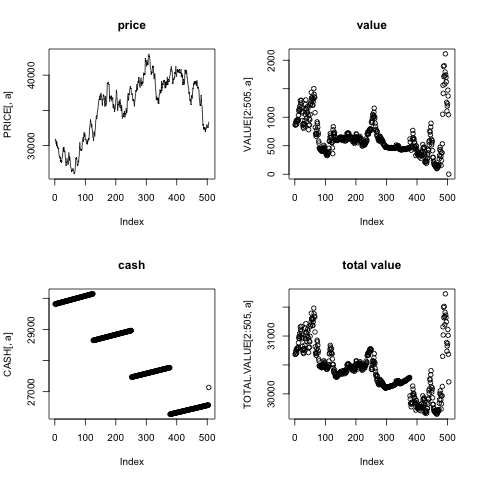 price
value
PRICE[, a]
30000
40000
0 100 200 300 400 500
Index
VALUE[2:505, a]
0 500 1000 2000
0 100 200 300 400 500
Index
cash
total value
CASH[, a]
27000 29000
0 100 200 300 400 500
Index
TOTAL.VALUE[2:505, a]
30000 31000
0 100 200 300 400 500
Index